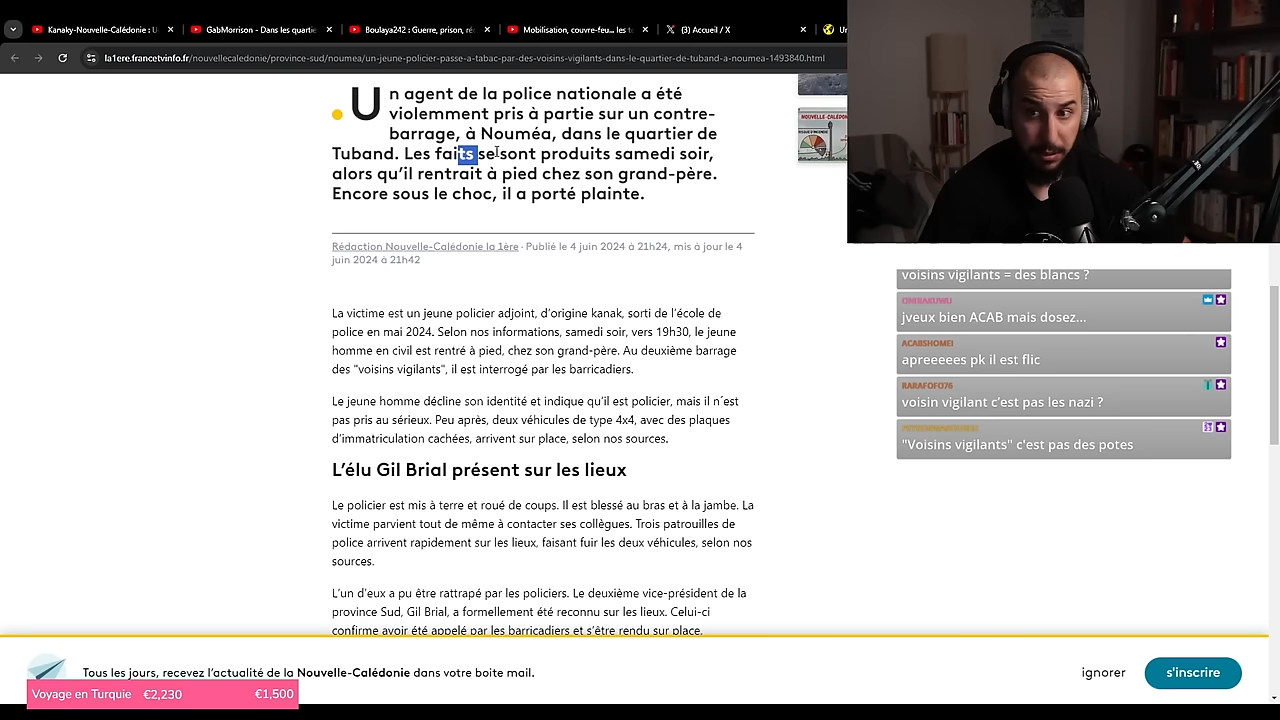 Kanaky-Nouvelle-Calédonie : U
GabMorrison - Dans les quartie
Boulaya242 : Guerre, prison, ré
Mobilisation, couvre-feu... les t
(3) Accueil / X
Un
la1ere.francetvinfo.fr/nouvellecaledonie/province-sud/noumea/un-jeune-policier-passe-a-tabac-par-des-voisins-vigilants-dans-le-quartier-de-tuband-a-noumea-1493840.html
Un agent de la police nationale a été
violemment pris à partie sur un contre-
barrage, à Nouméa, dans le quartier de
Tuband. Les faits se sont produits samedi soir,
alors qu'il rentrait à pied chez son grand-père.
Encore sous le choc, il a porté plainte.
NOUVELLE-CALÉDO
Rédaction Nouvelle-Calédonie la 1ère · Publié le 4 juin 2024 à 21h24, mis à jour le 4
juin 2024 à 21h42
La victime est un jeune policier adjoint, d'origine kanak, sorti de l'école de
police en mai 2024. Selon nos informations, samedi soir, vers 19h30, le jeune
homme en civil est rentré à pied, chez son grand-père. Au deuxième barrage
des "voisins vigilants", il est interrogé par les barricadiers.
Le jeune homme décline son identité et indique qu'il est policier, mais il n´est
pas pris au sérieux. Peu après, deux véhicules de type 4x4, avec des plaques
d'immatriculation cachées, arrivent sur place, selon nos sources.
L'élu Gil Brial présent sur les lieux
Le policier est mis à terre et roué de coups. Il est blessé au bras et à la jambe. La
victime parvient tout de même à contacter ses collègues. Trois patrouilles de
police arrivent rapidement sur les lieux, faisant fuir les deux véhicules, selon nos
sources.
L'un d'eux a pu être rattrapé par les policiers. Le deuxième vice-président de la
province Sud, Gil Brial, a formellement été reconnu sur les lieux. Celui-ci
confirme avoir été appelé par les barricadiers et s'être rendu sur place.
voisins vigilants = des blancs ?
jveux bien ACAB mais dosez...
ACABSHOMEI
apreeeees pk il est flic
RARAFOFO76
voisin vigilant c'est pas les nazi ?
"Voisins vigilants" c'est pas des potes
Tous les jours, recevez l'actualité de la Nouvelle-Calédonie dans votre boite mail.
ignorer
s'inscrire
Voyage en Turquie €2,230 €1,500